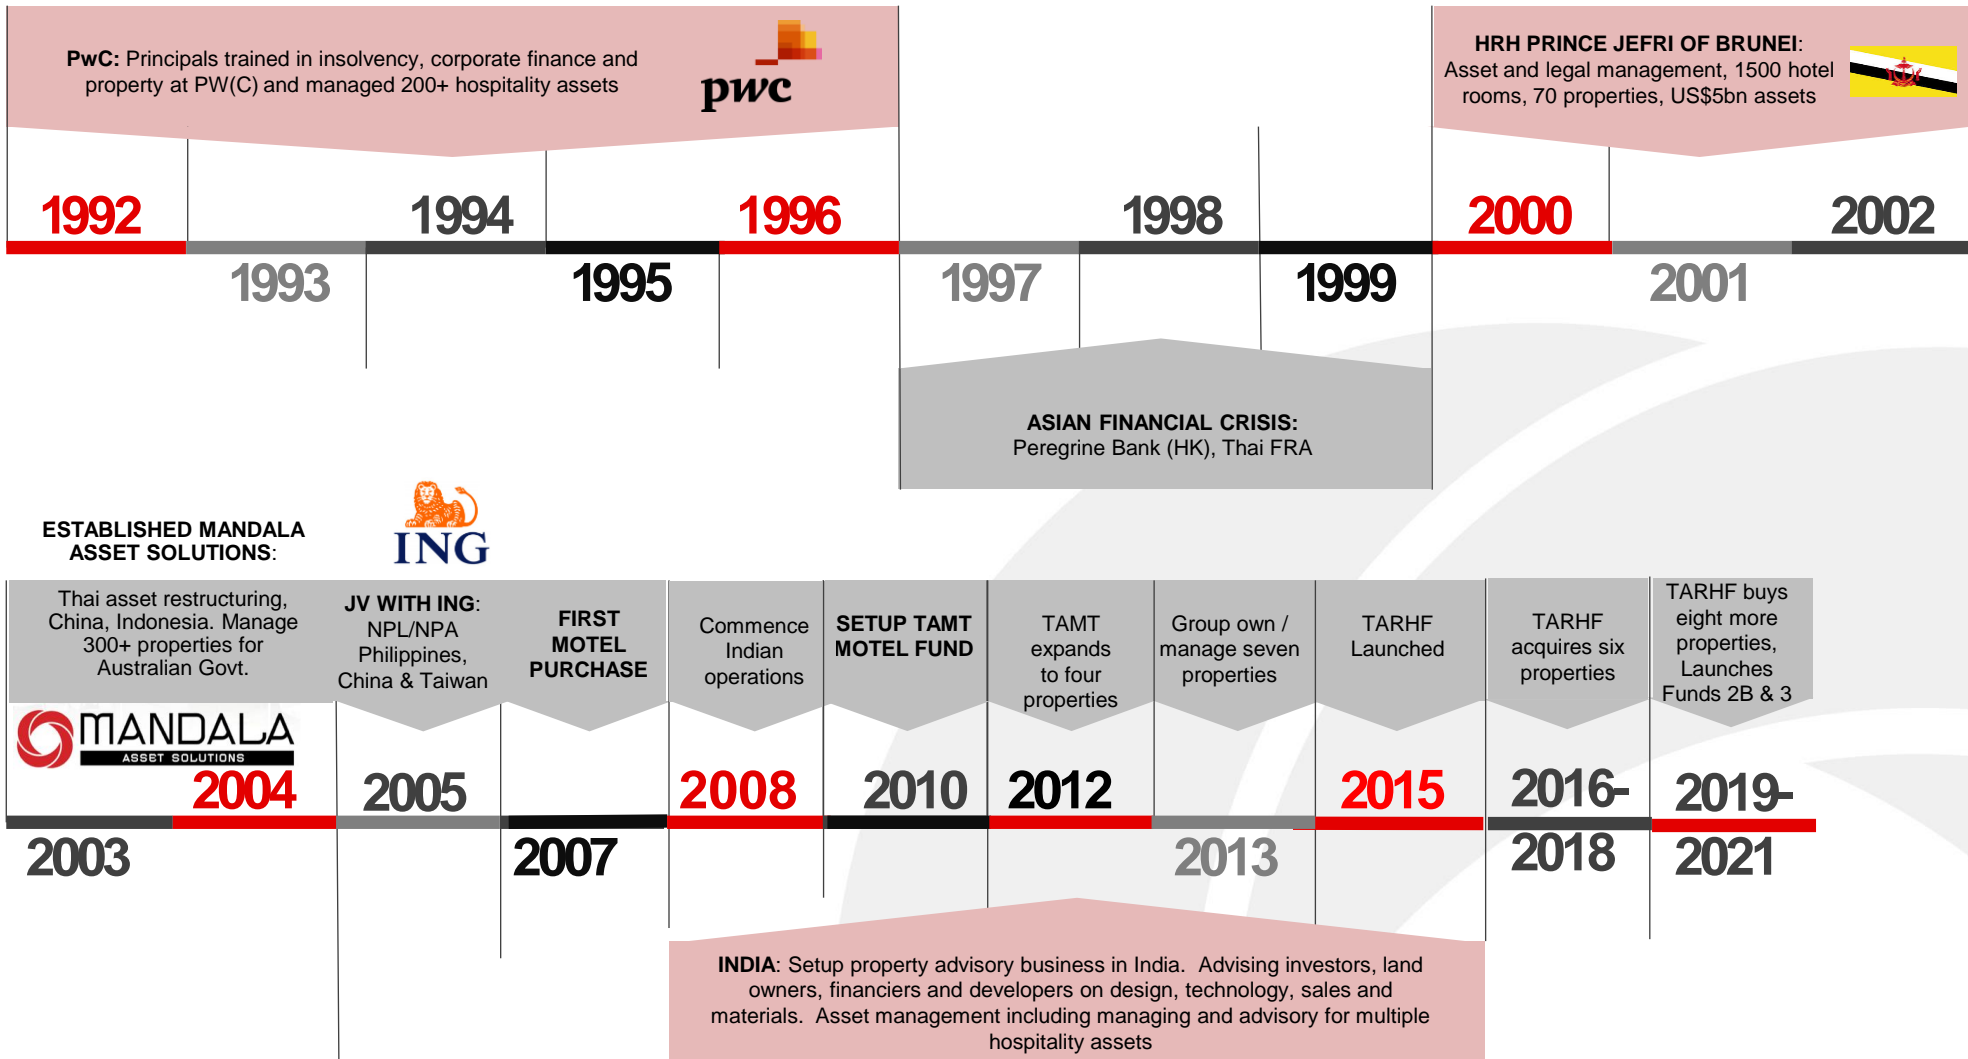 PwC: Principals trained in insolvency, corporate finance and
property at PW(C) and managed 200+ hospitality assets
pwc
HRH PRINCE JEFRI OF BRUNEI:
Asset and legal management, 1500 hotel
rooms, 70 properties, US$5bn assets
1992
1993
1994
1995
1996
1997
1998
1999
2000
2001
2002
ASIAN FINANCIAL CRISIS:
Peregrine Bank (HK), Thai FRA
ESTABLISHED MANDALA
ASSET SOLUTIONS:
Thai asset restructuring,
China, Indonesia. Manage
300+ properties for
Australian Govt.
MANDALA
ASSET SOLUTIONS
ING
JV WITH ING:
NPL/NPA
Philippines,
China & Taiwan
FIRST
MOTEL
PURCHASE
Commence
Indian
operations
SETUP TAMT
MOTEL FUND
TAMT
expands
to four
properties
Group own /
manage seven
properties
TARHF
Launched
TARHF
acquires six
properties
TARHF buys
eight more
properties,
Launches
Funds 2B & 3
2003
2004
2005
2007
2008
2010
2012
2013
2015
2016-
2018
2019-
2021
INDIA: Setup property advisory business in India. Advising investors, land
owners, financiers and developers on design, technology, sales and
materials. Asset management including managing and advisory for multiple
hospitality assets